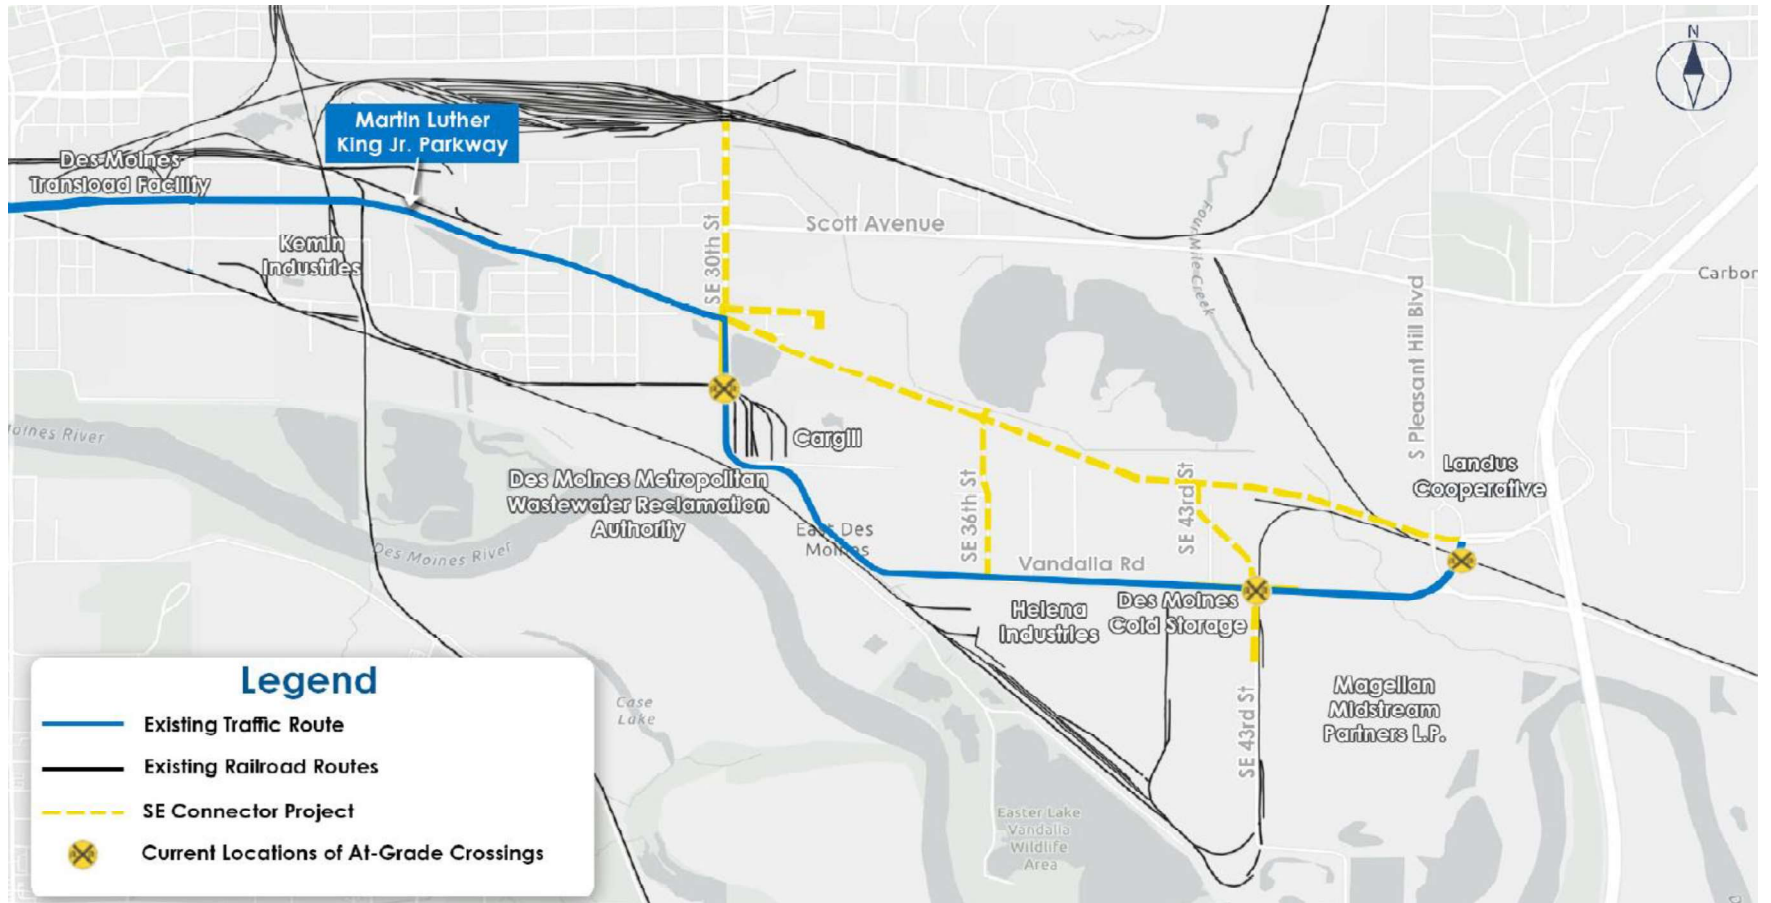 N
Martin Luther
King Jr. Parkway
Des Moines
Transload Facility
Kemin
Industries
SE 30th St
Scott Avenue
Four Mile Creek
S Pleasant Hill Blvd
Carbon
Moines River
Cargill
Des Moines Metropolitan
Wastewater Reclamation
Authority
Des Moines River
East Des
Moines
SE 36th St
SE 43rd St
Landus
Cooperative
Vandalia Rd
Helena
Industries
Des Moines
Cold Storage
SE 43rd St
Magellan
Midstream
Partners L.P.
Case
Lake
Easter Lake
Vandalia
Wildlife
Area
Legend
Existing Traffic Route
Existing Railroad Routes
SE Connector Project
Current Locations of At-Grade Crossings